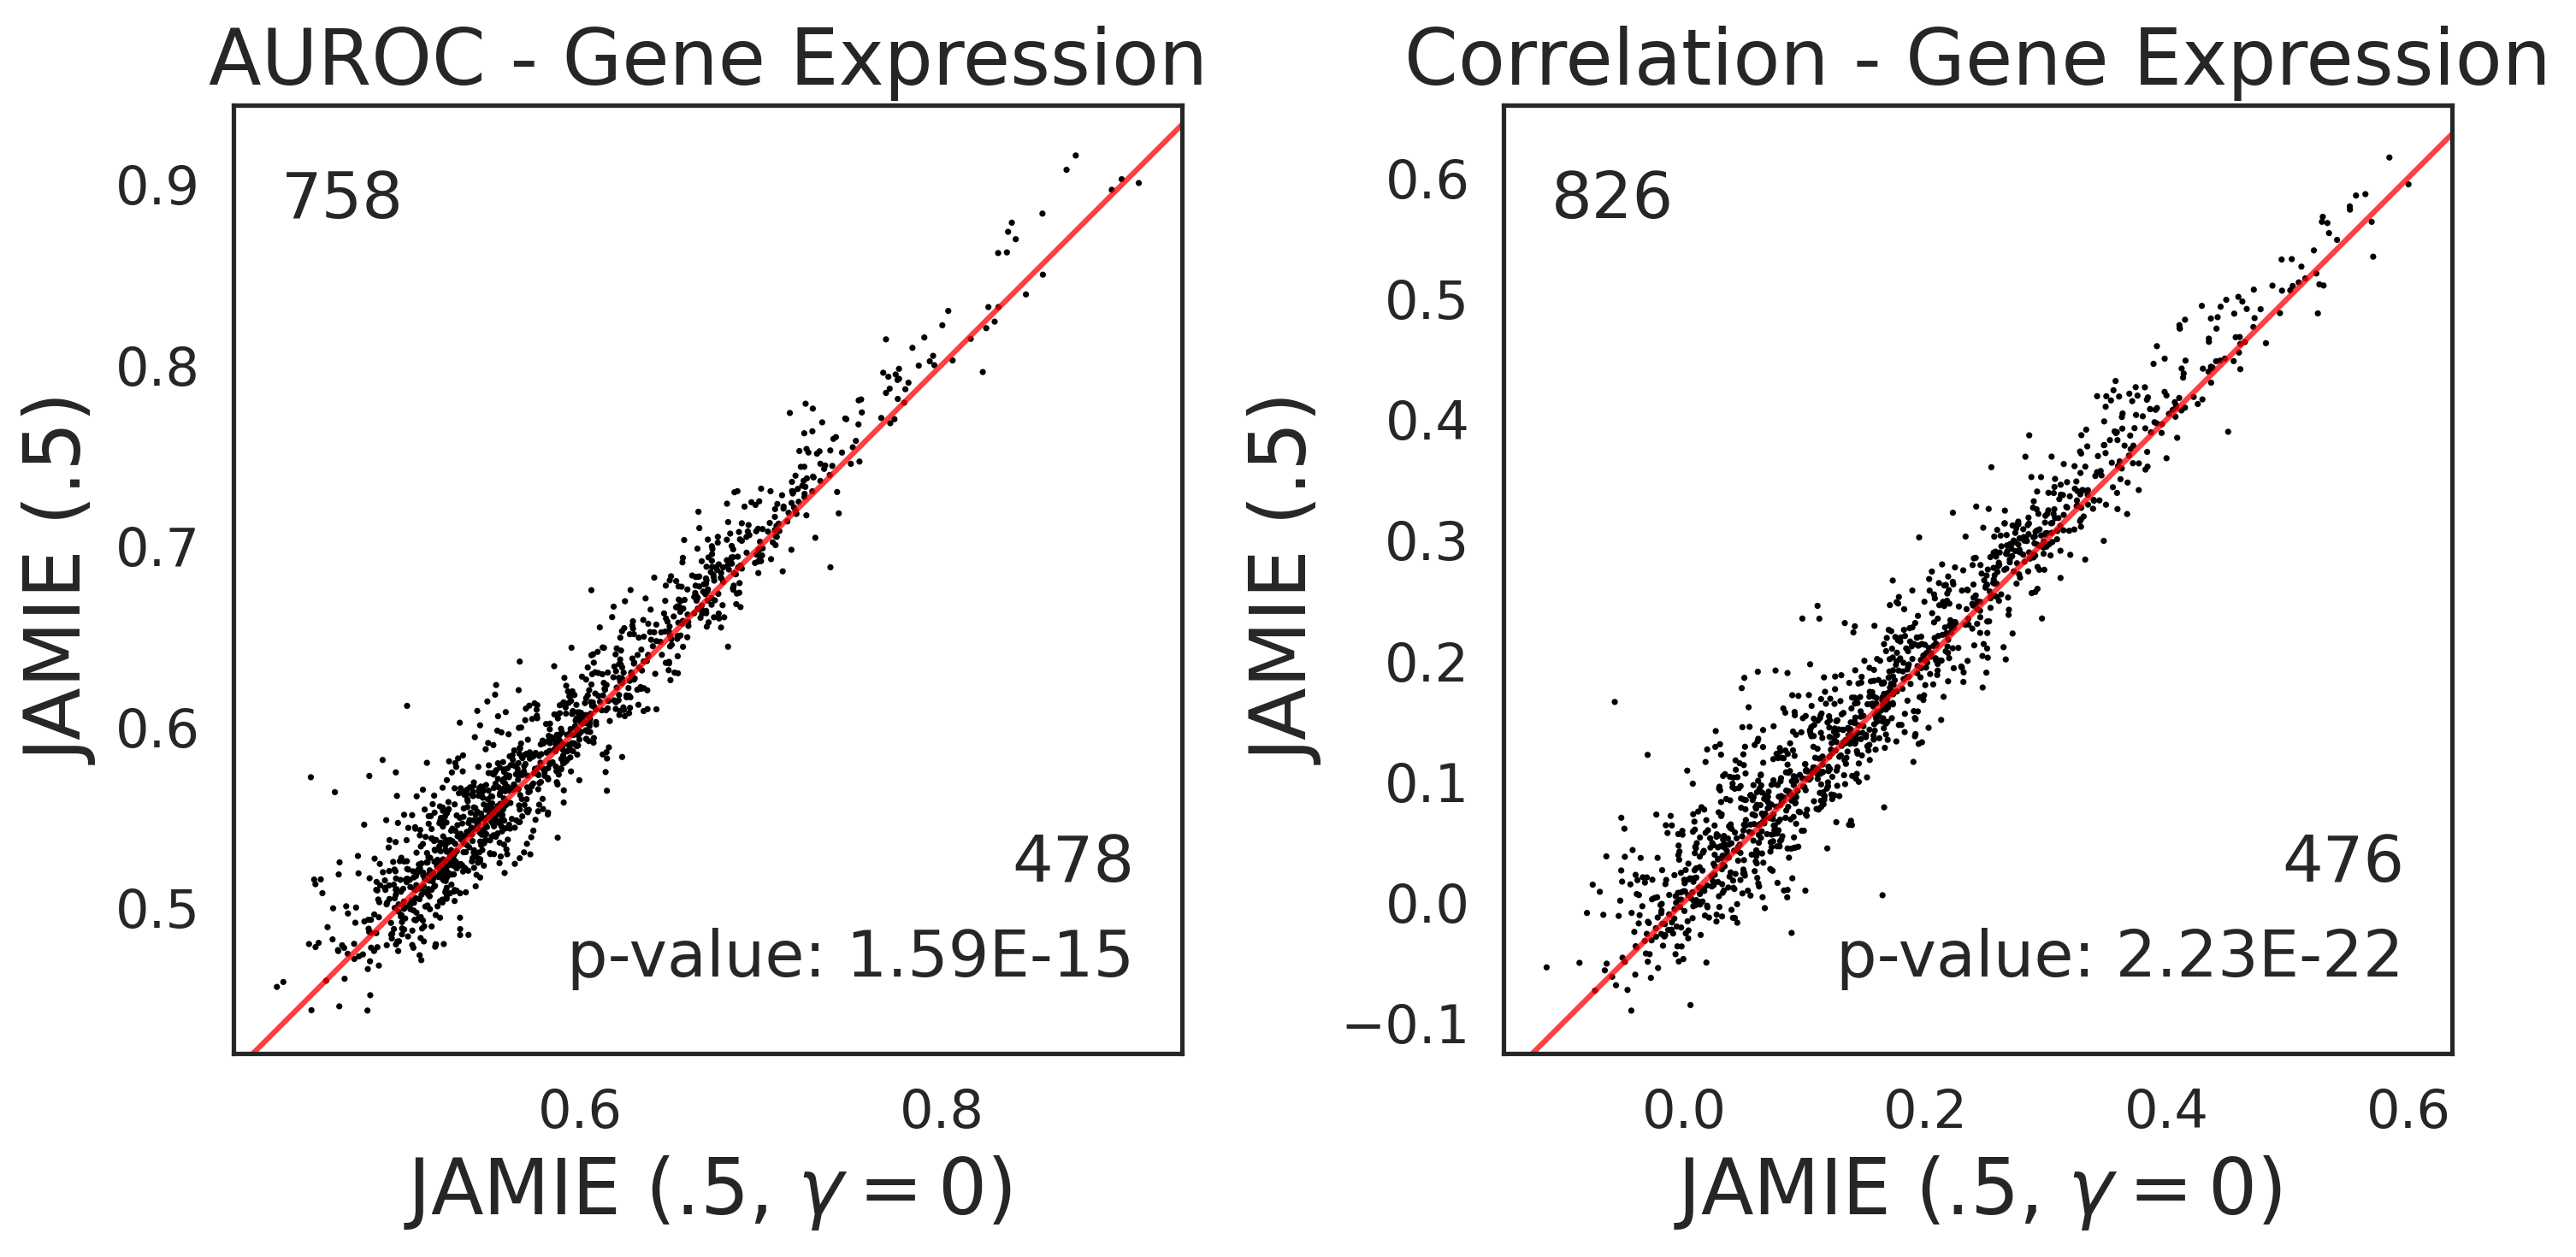 AUROC - Gene Expression
JAMIE (.5)
0.9
0.8
0.7
0.6
0.5
758
478
p-value: 1.59E-15
0.6
0.8
JAMIE (.5, γ = 0)
Correlation - Gene Expression
JAMIE (.5)
0.6
0.5
0.4
0.3
0.2
0.1
0.0
−0.1
826
476
p-value: 2.23E-22
0.0
0.2
0.4
0.6
JAMIE (.5, γ = 0)